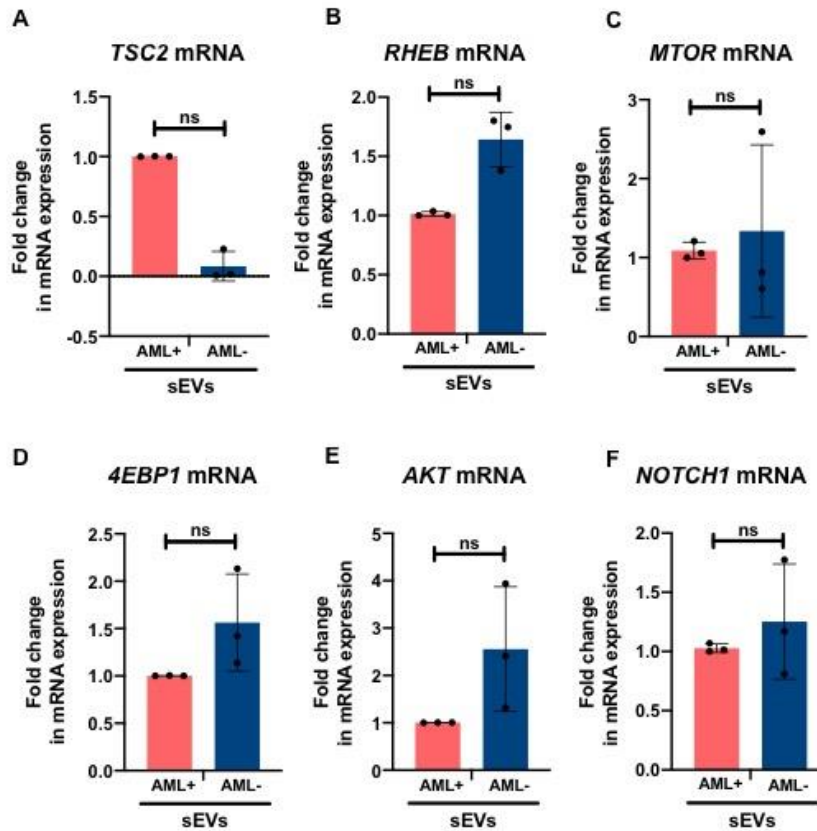 A
TSC2 mRNA
Fold change
in mRNA expression
1.5
1.0
0.5
0.0
-0.5
ns
AML+ AML-
sEVs
B
RHEB mRNA
Fold change
in mRNA expression
2.0
1.5
1.0
0.5
0.0
ns
AML+ AML-
sEVs
C
MTOR mRNA
Fold change
in mRNA expression
3
2
1
0
ns
AML+ AML-
sEVs
D
4EBP1 mRNA
Fold change
in mRNA expression
2.5
2.0
1.5
1.0
0.5
0.0
ns
AML+ AML-
sEVs
E
AKT mRNA
Fold change
in mRNA expression
5
4
3
2
1
0
ns
AML+ AML-
sEVs
F
NOTCH1 mRNA
Fold change
in mRNA expression
2.0
1.5
1.0
0.5
0.0
ns
AML+ AML-
sEVs